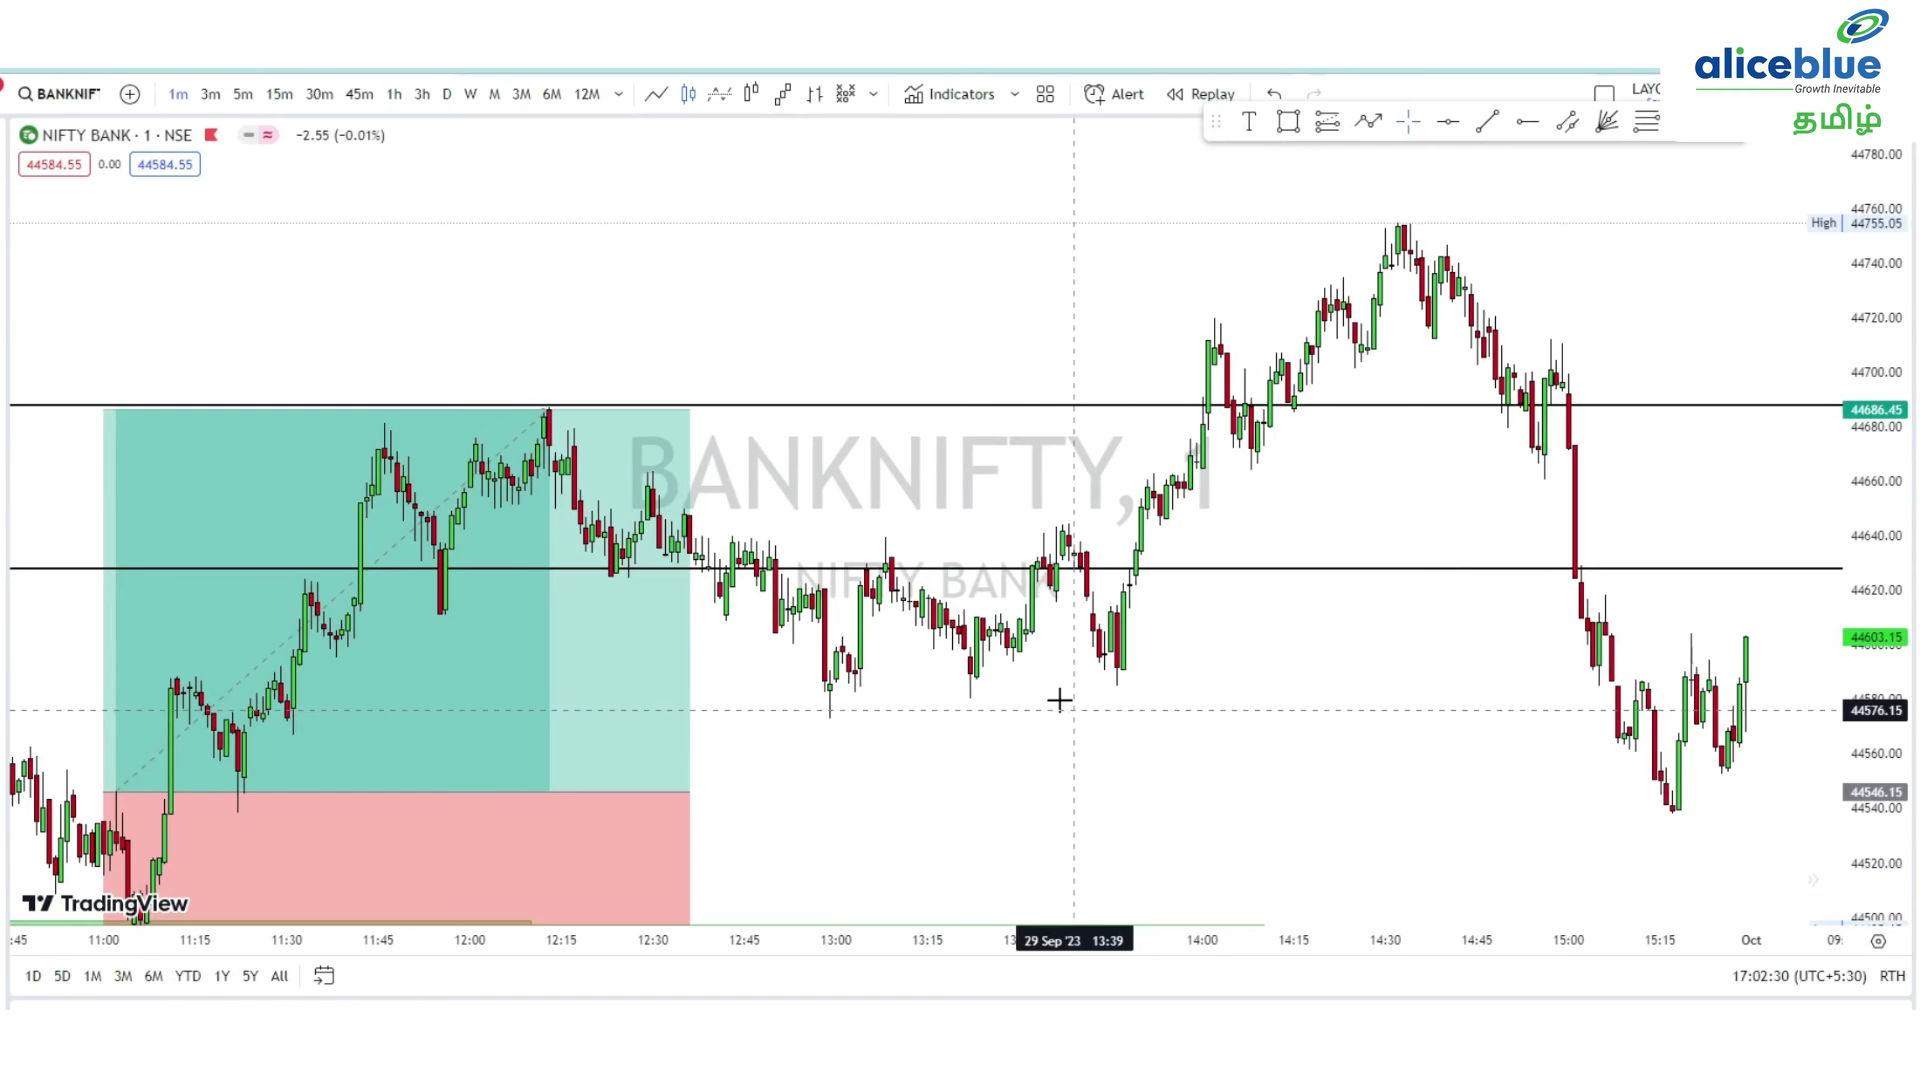 aliceblue
Growth Inevitable
தமிழ்
BANKNIF
1m 3m 5m 15m 30m 45m 1h 3h D W M 3M 6M 12M Indicators Alert Replay
NIFTY BANK · 1 · NSE −2.55 (−0.01%)
44584.55 0.00 44584.55
44780.00
44760.00
High 44755.05
44740.00
44720.00
44700.00
44686.45
44680.00
BANKNIFTY, 1
44660.00
44640.00
NIFTY BANK
44620.00
44603.15
44580.00
44576.15
44560.00
44546.15
44540.00
44520.00
44500.00
TradingView
:45 11:00 11:15 11:30 11:45 12:00 12:15 12:30 12:45 13:00 13:15 29 Sep '23 13:39 14:00 14:15 14:30 14:45 15:00 15:15 Oct 09:
1D 5D 1M 3M 6M YTD 1Y 5Y All 17:02:30 (UTC+5:30) RTH